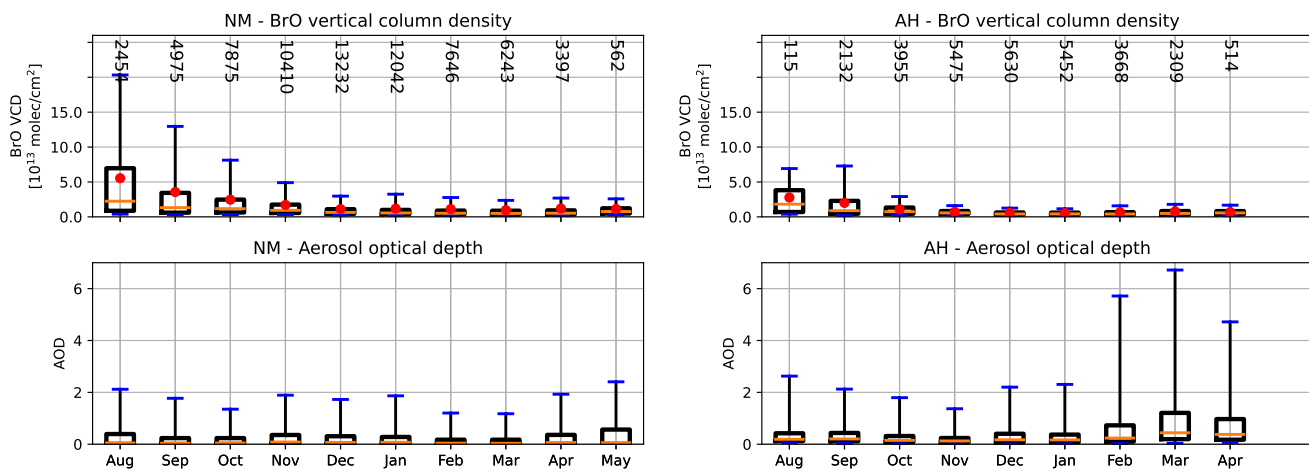 NM - BrO vertical column density
2454
4975
7875
10410
13232
12042
7646
6243
3397
562
BrO VCD
[10¹³ molec/cm²]
15.0
10.0
5.0
0.0
AH - BrO vertical column density
115
2132
3955
5475
5630
5452
3668
2309
514
BrO VCD
[10¹³ molec/cm²]
15.0
10.0
5.0
0.0
NM - Aerosol optical depth
AOD
6
4
2
0
Aug Sep Oct Nov Dec Jan Feb Mar Apr May
AH - Aerosol optical depth
AOD
6
4
2
0
Aug Sep Oct Nov Dec Jan Feb Mar Apr